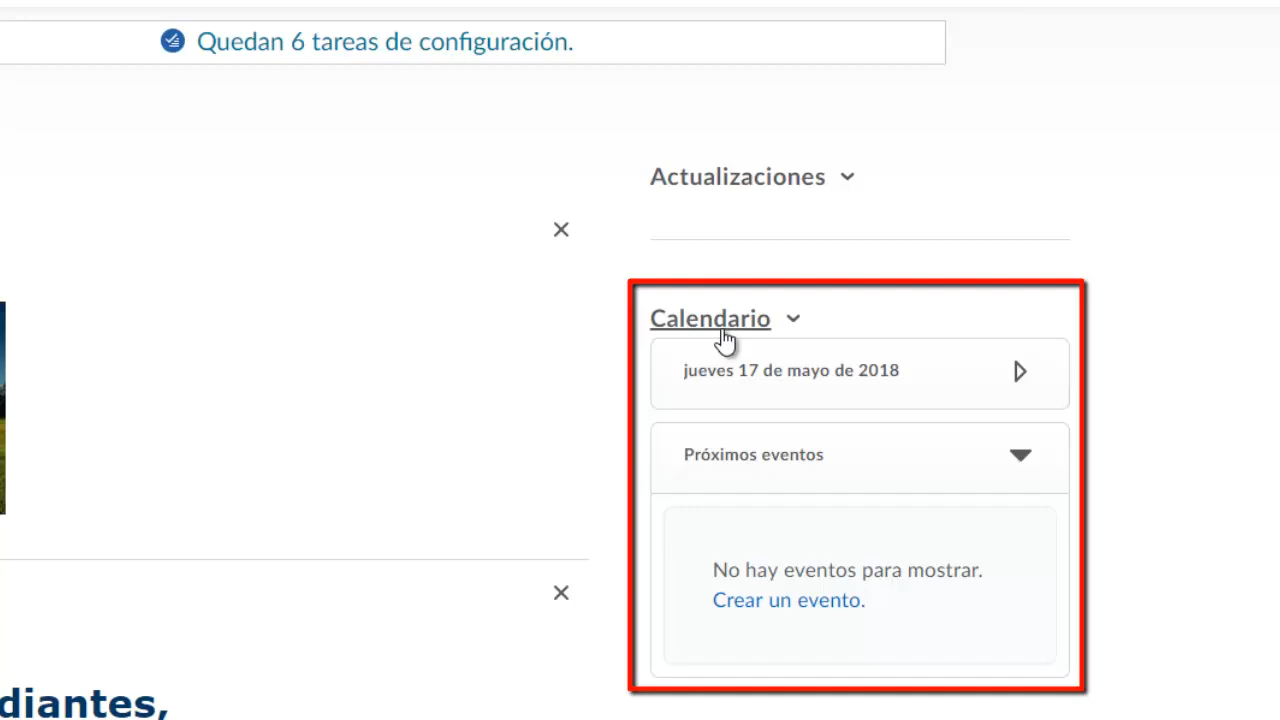 Quedan 6 tareas de configuración.
Actualizaciones
Calendario
jueves 17 de mayo de 2018
Próximos eventos
No hay eventos para mostrar.
Crear un evento.
diantes,